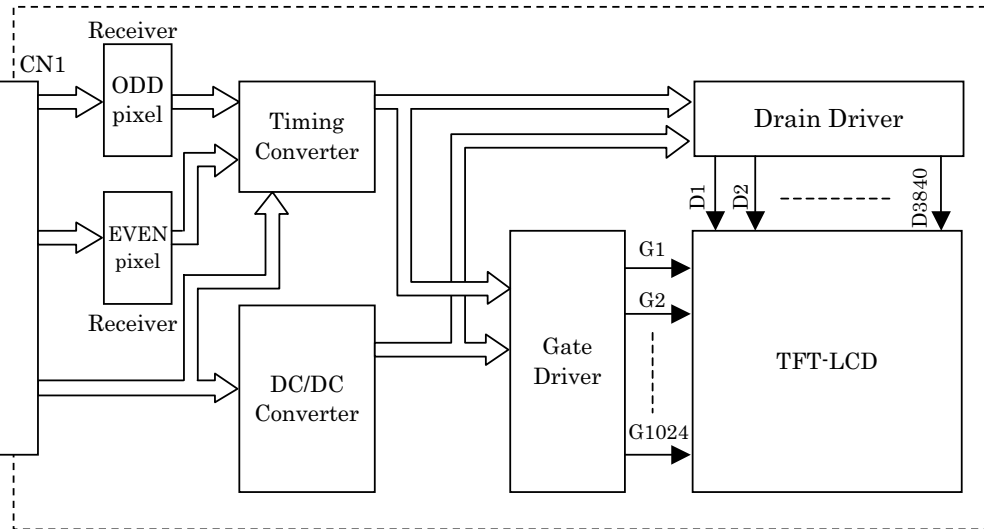 Receiver
CN1
ODD
pixel
Timing
Converter
Drain Driver
EVEN
pixel
Receiver
D1
D2
D3840
G1
G2
G1024
Gate
Driver
TFT-LCD
DC/DC
Converter